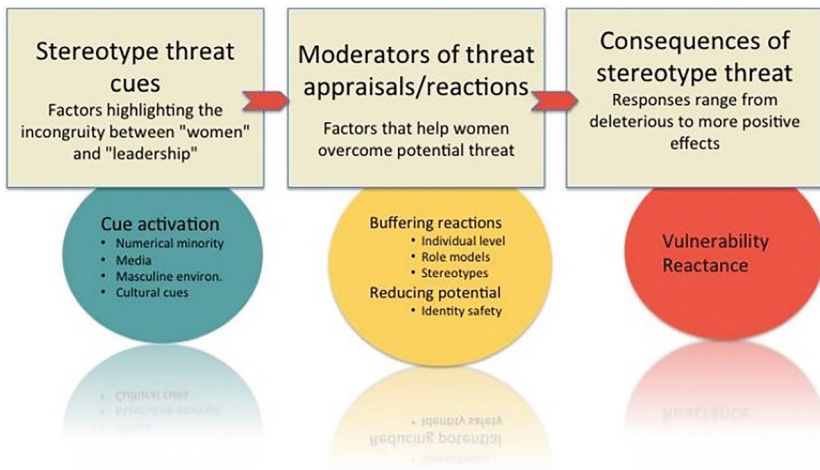 Stereotype threat
cues
Factors highlighting the
incongruity between "women"
and "leadership"
Moderators of threat
appraisals/reactions
Factors that help women
overcome potential threat
Consequences of
stereotype threat
Responses range from
deleterious to more positive
effects
Cue activation
• Numerical minority
• Media
• Masculine environ.
• Cultural cues
Buffering reactions
• Individual level
• Role models
• Stereotypes
Reducing potential
• Identity safety
Vulnerability
Reactance